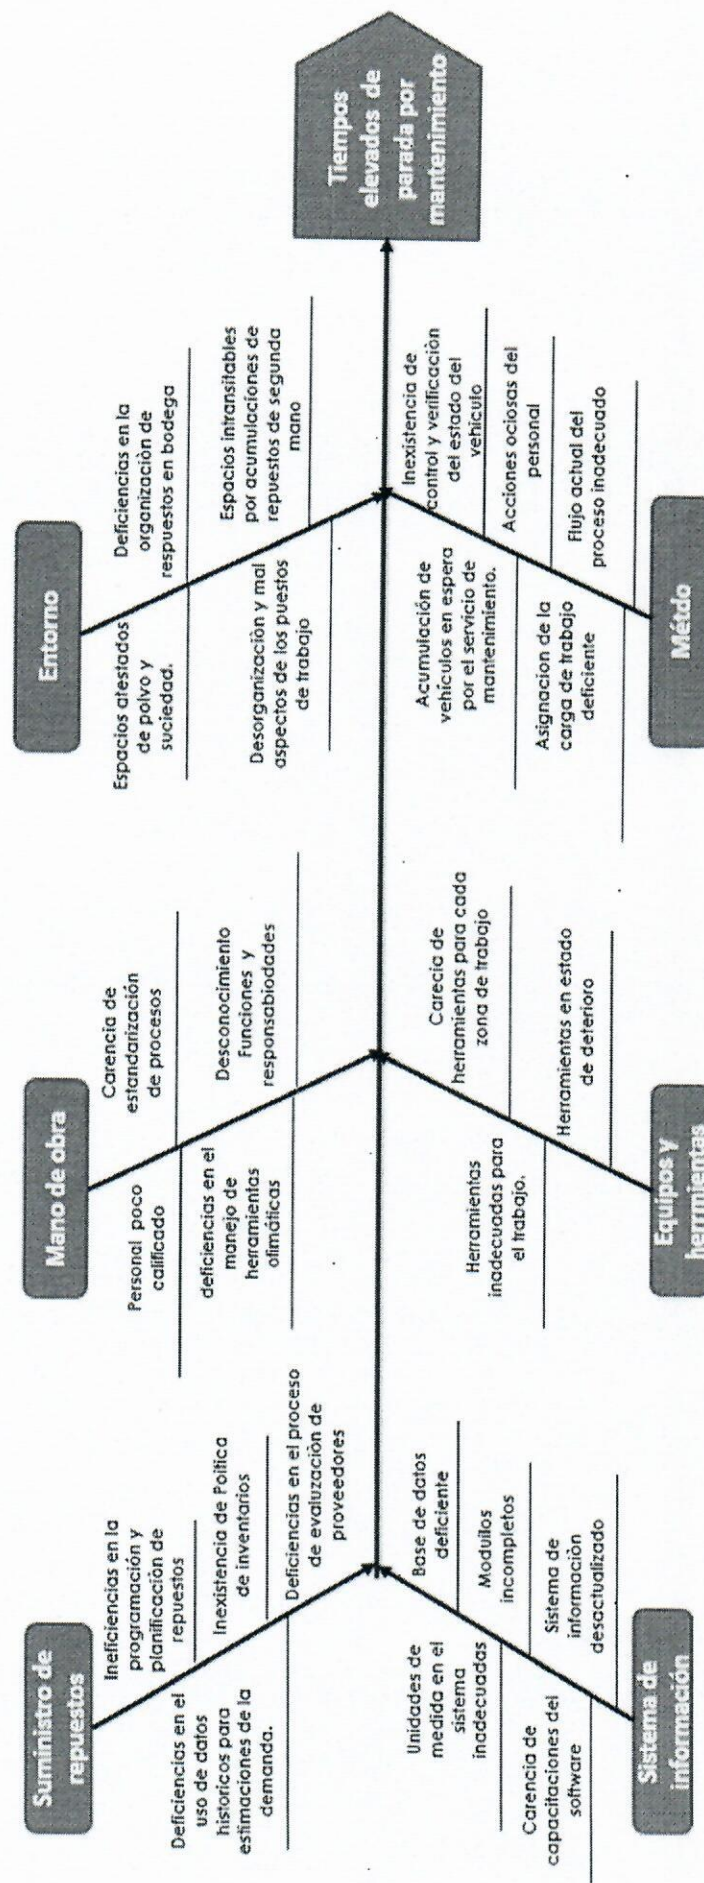 Suministro de
repuestos
Ineficiencias en la
programación y
planificación de
repuestos
Inexistencia de Poítica
de inventarios
Deficiencias en el proceso
de evaluzación de
proveedores
Deficiencias en el
uso de datos
historicos para
estimaciones de la
demanda.
Mano de obra
Carencia de
estandarización
de procesos
Desconocimiento
Funciones y
responsabiodades
Personal poco
calificado
deficiencias en el
manejo de
herramientas
ofimáticas
Entorno
Deficiencias en la
organización de
respuestos en bodega
Espacios intransitables
por acumulaciones de
repuestos de segunda
mano
Espacios atestados
de polvo y
suciedad.
Desorganización y mal
aspectos de los puestos
de trabajo
Tiempos
elevados de
parada por
mantenimiento
Unidades de
medida en el
sistema
inadecuadas
Carencia de
capacitaciones del
software
Base de datos
deficiente
Modulilos
incompletos
Sistema de
información
desactualizado
Sistema de
información
Herramientas
inadecuadas para
el trabajo.
Carecia de
herramientas para cada
zona de trabajo
Herramientas en estado
de deterioro
Equipos y
herrmientas
Acumulación de
vehículos en espera
por el servicio de
mantenimiento.
Asignacion de la
carga de trabajo
deficiente
Inexistencia de
control y verificación
del estado del
vehiculo
Acciones ociosas del
personal
Flujo actual del
proceso inadecuado
Métdo